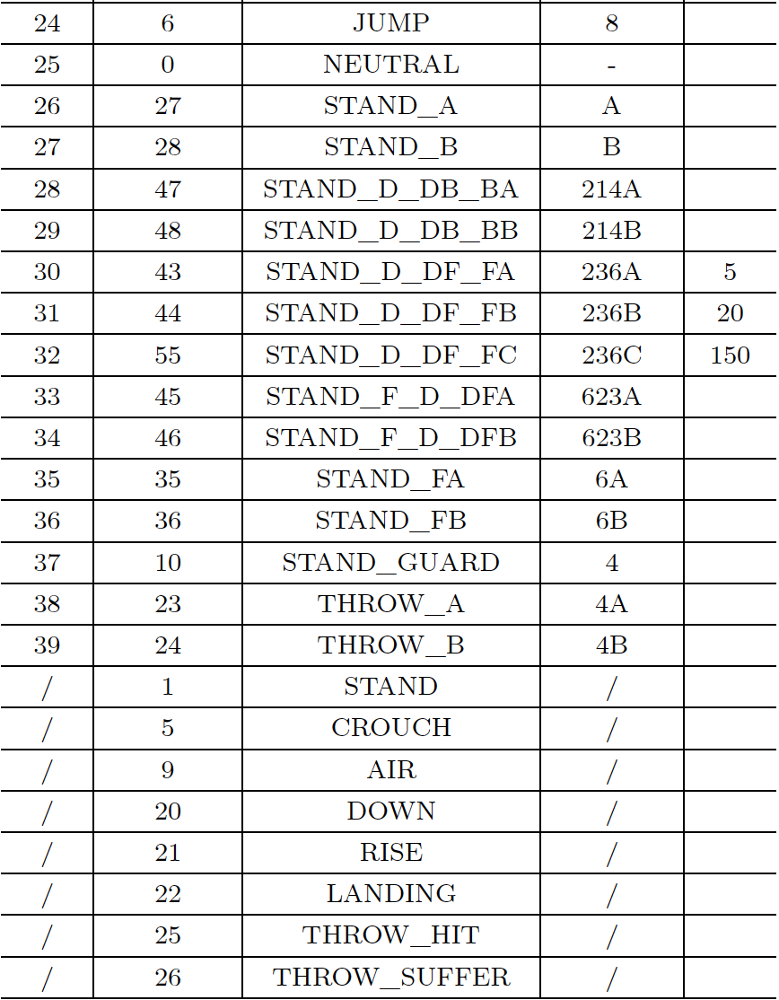 24 6 JUMP 8
25 0 NEUTRAL -
26 27 STAND_A A
27 28 STAND_B B
28 47 STAND_D_DB_BA 214A
29 48 STAND_D_DB_BB 214B
30 43 STAND_D_DF_FA 236A 5
31 44 STAND_D_DF_FB 236B 20
32 55 STAND_D_DF_FC 236C 150
33 45 STAND_F_D_DFA 623A
34 46 STAND_F_D_DFB 623B
35 35 STAND_FA 6A
36 36 STAND_FB 6B
37 10 STAND_GUARD 4
38 23 THROW_A 4A
39 24 THROW_B 4B
/ 1 STAND /
/ 5 CROUCH /
/ 9 AIR /
/ 20 DOWN /
/ 21 RISE /
/ 22 LANDING /
/ 25 THROW_HIT /
/ 26 THROW_SUFFER /